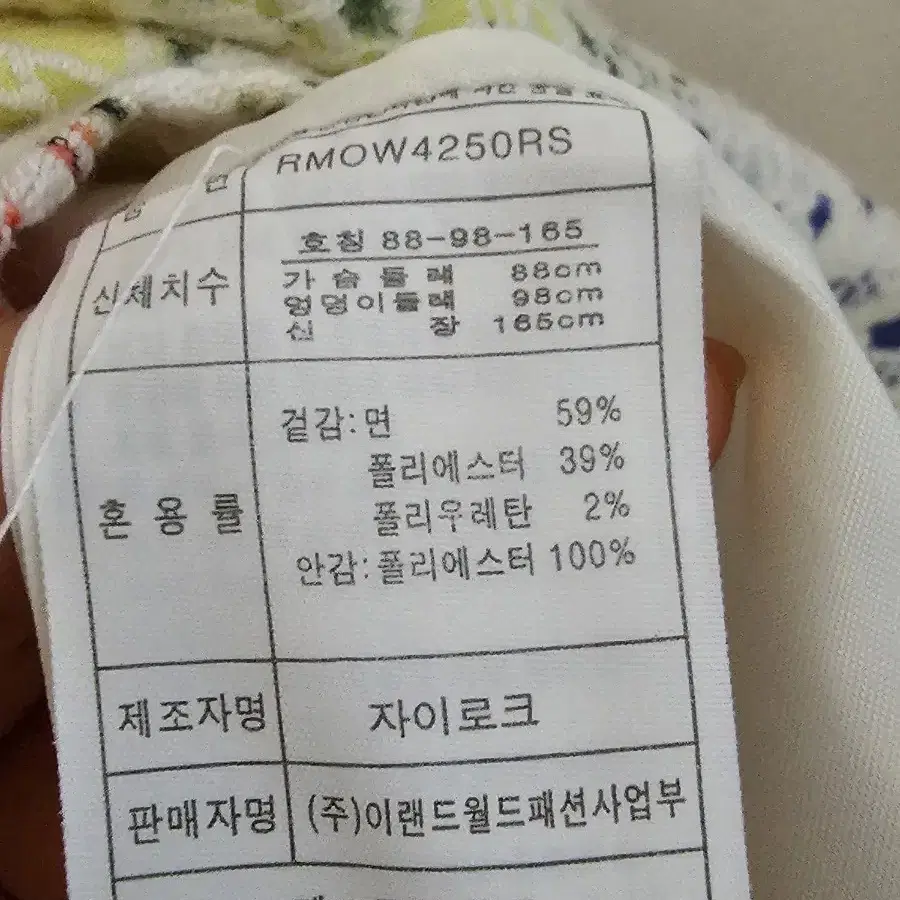 RMOW4250RS
신체치수
호칭 88-98-165
가슴둘레 88cm
엉덩이둘레 98cm
신장 165cm
혼용률
겉감:면 59%
폴리에스터 39%
폴리우레탄 2%
안감:폴리에스터 100%
제조자명 자이로크
판매자명 (주)이랜드월드패션사업부